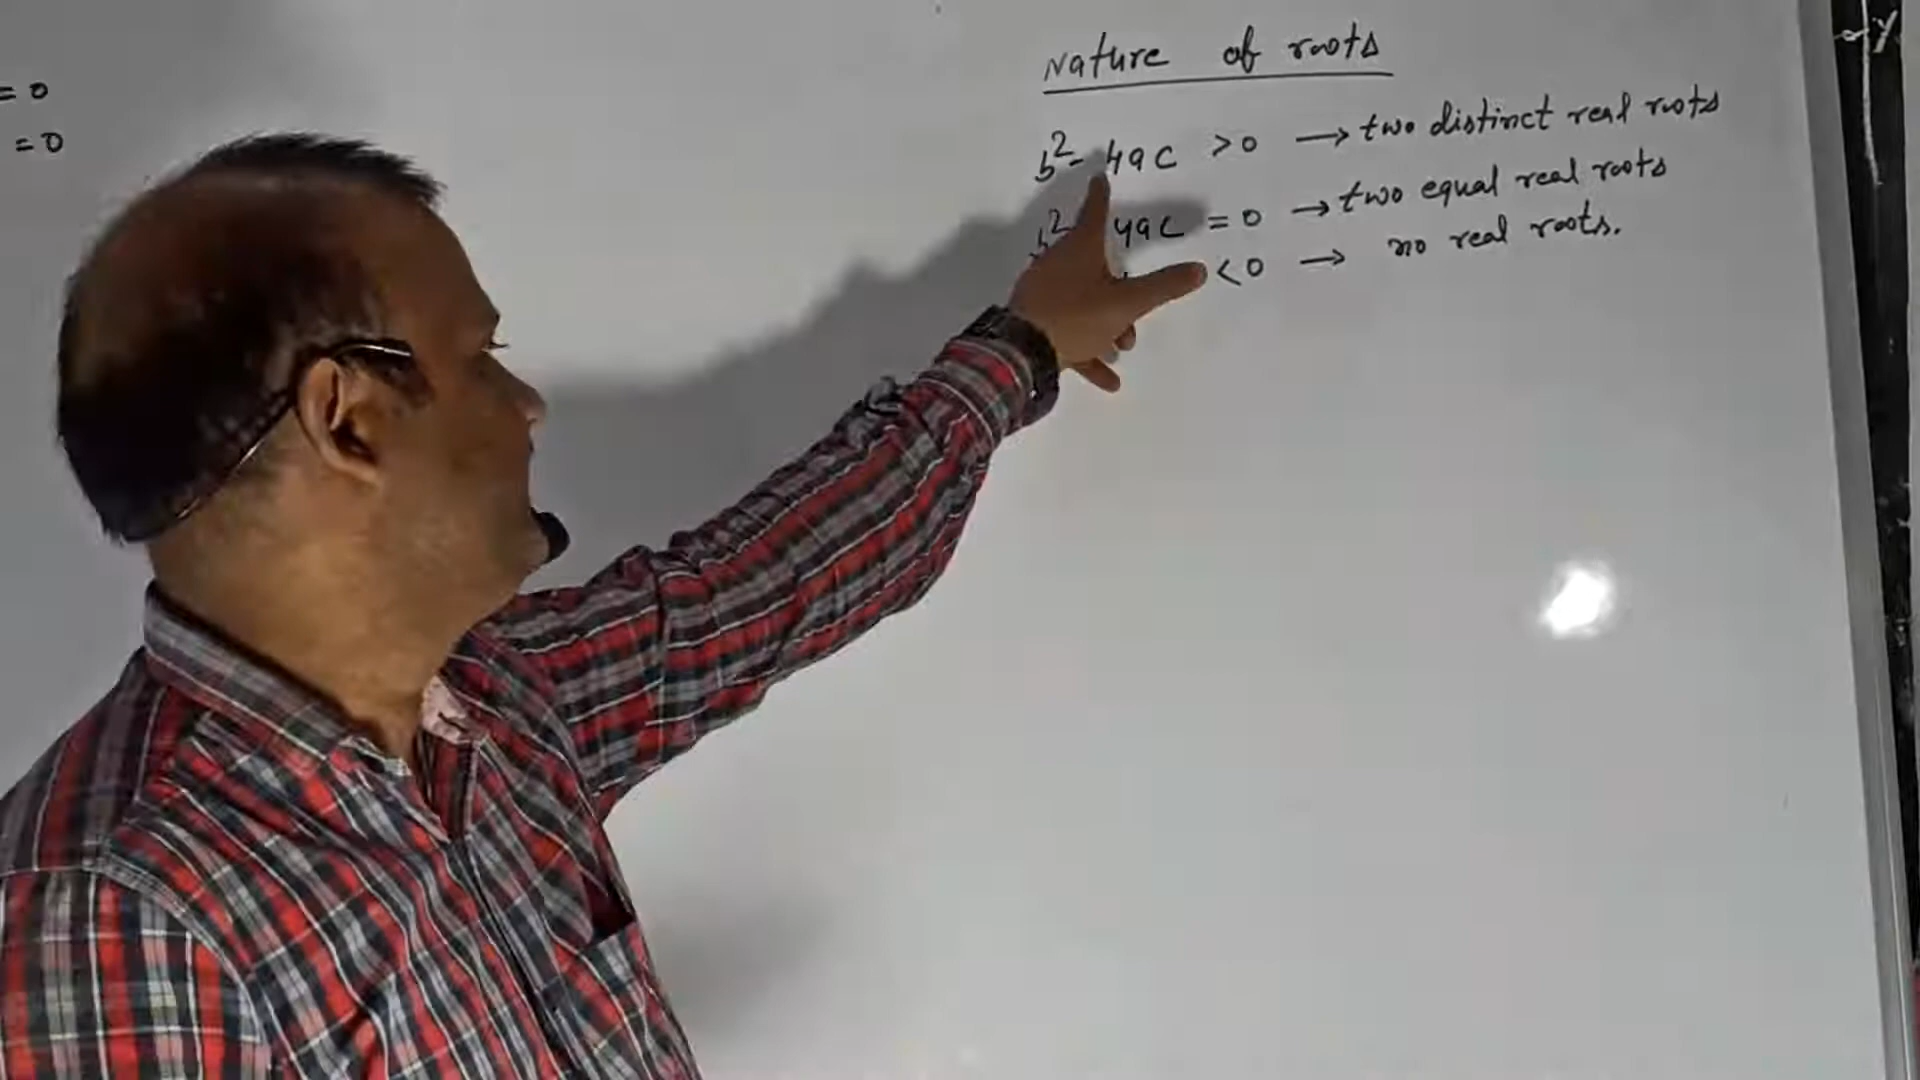 = 0
= 0
Nature of roots
b² - 4ac > 0 → two distinct real roots
b² 4ac = 0 → two equal real roots
< 0 → no real roots.